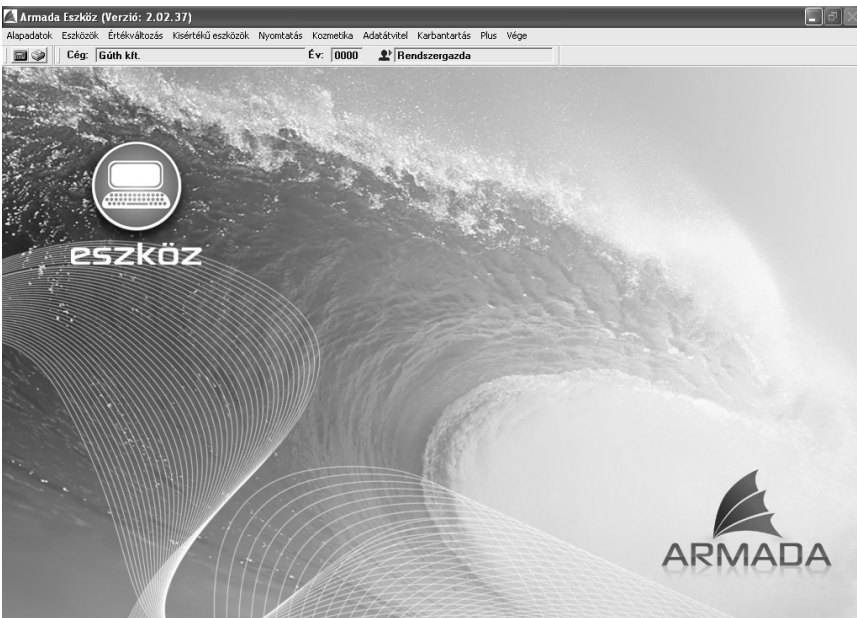 Armada Eszköz (Verzió: 2.02.37)
Alapadatok Eszközök Értékváltozás Kisértékű eszközök Nyomtatás Kozmetika Adatátvitel Karbantartás Plus Vége
Cég: Gúth kft. Év: 0000 Rendszergazda
eszköz
ARMADA